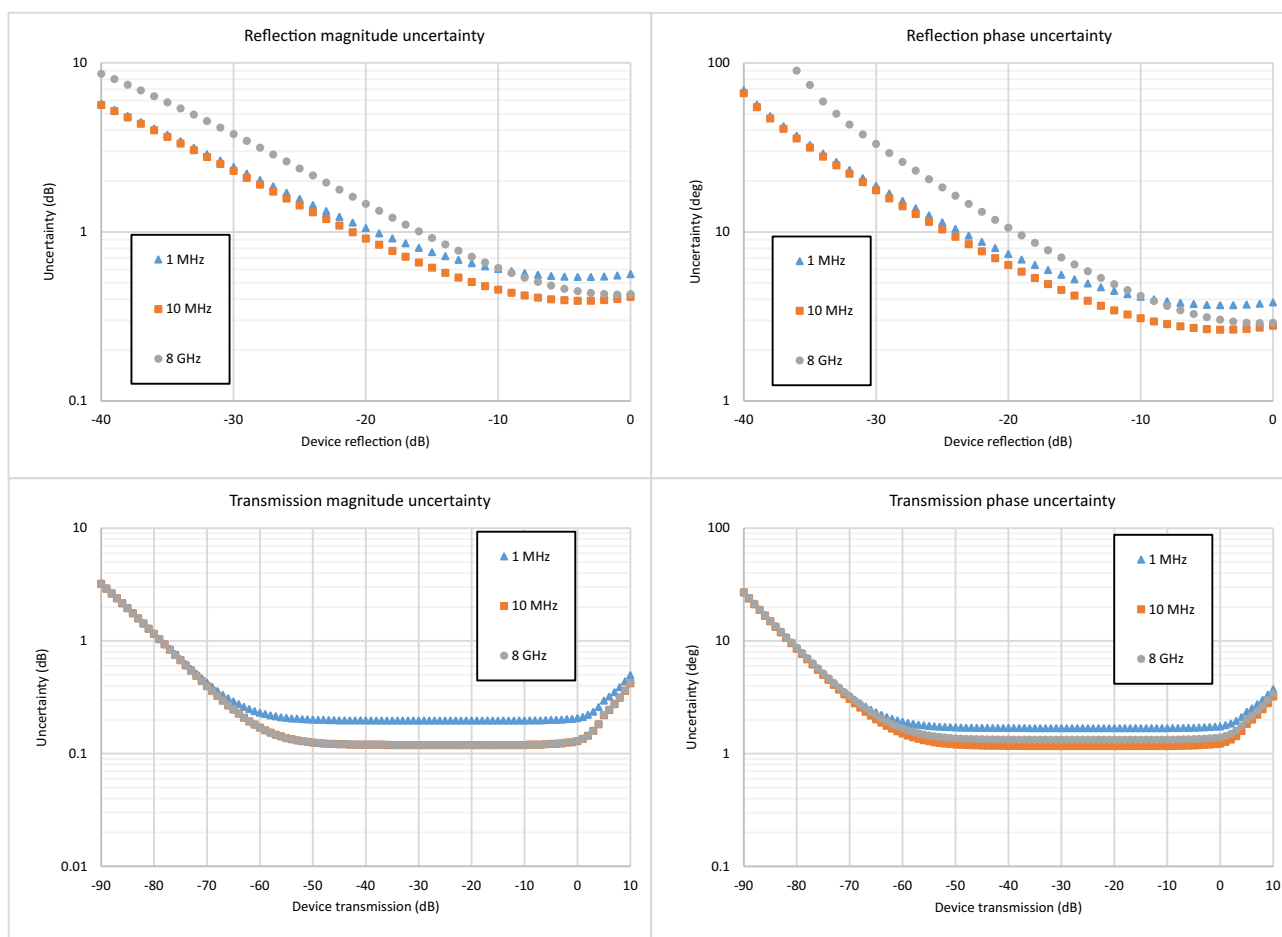 Reflection magnitude uncertainty
10
1
0.1
Uncertainty (dB)
1 MHz
10 MHz
8 GHz
-40 -30 -20 -10 0
Device reflection (dB)
Reflection phase uncertainty
100
10
1
Uncertainty (deg)
1 MHz
10 MHz
8 GHz
-40 -30 -20 -10 0
Device reflection (dB)
Transmission magnitude uncertainty
10
1
0.1
0.01
Uncertainty (dB)
1 MHz
10 MHz
8 GHz
-90 -80 -70 -60 -50 -40 -30 -20 -10 0 10
Device transmission (dB)
Transmission phase uncertainty
100
10
1
0.1
Uncertainty (deg)
1 MHz
10 MHz
8 GHz
-90 -80 -70 -60 -50 -40 -30 -20 -10 0 10
Device transmission (dB)